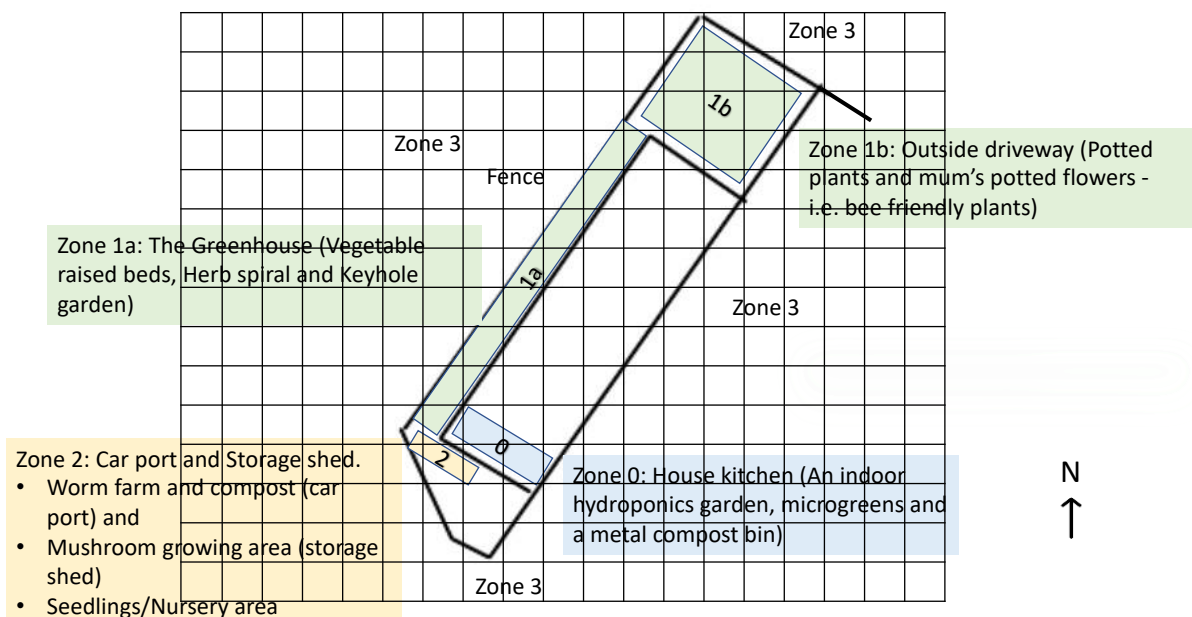 Zone 3
1b
Zone 3
Zone 1b: Outside driveway (Potted
plants and mum's potted flowers -
i.e. bee friendly plants)
Fence
Zone 1a: The Greenhouse (Vegetable
raised beds, Herb spiral and Keyhole
garden)
1a
Zone 3
0
2
Zone 2: Car port and Storage shed.
• Worm farm and compost (car
port) and
• Mushroom growing area (storage
shed)
• Seedlings/Nursery area
Zone 0: House kitchen (An indoor
hydroponics garden, microgreens and
a metal compost bin)
N
Zone 3